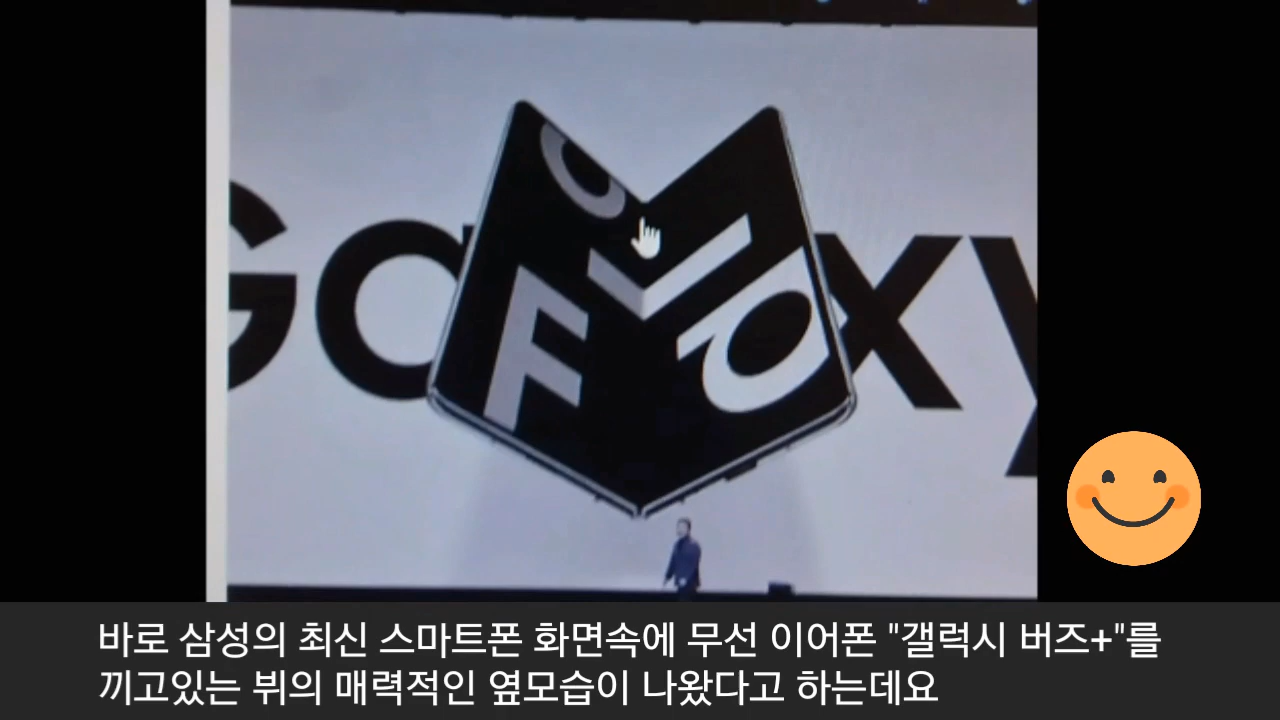 Galaxy
Fold
바로 삼성의 최신 스마트폰 화면속에 무선 이어폰 "갤럭시 버즈+"를
끼고있는 뷔의 매력적인 옆모습이 나왔다고 하는데요